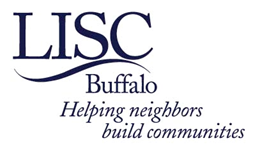 LISC
Buffalo
Helping neighbors
build communities